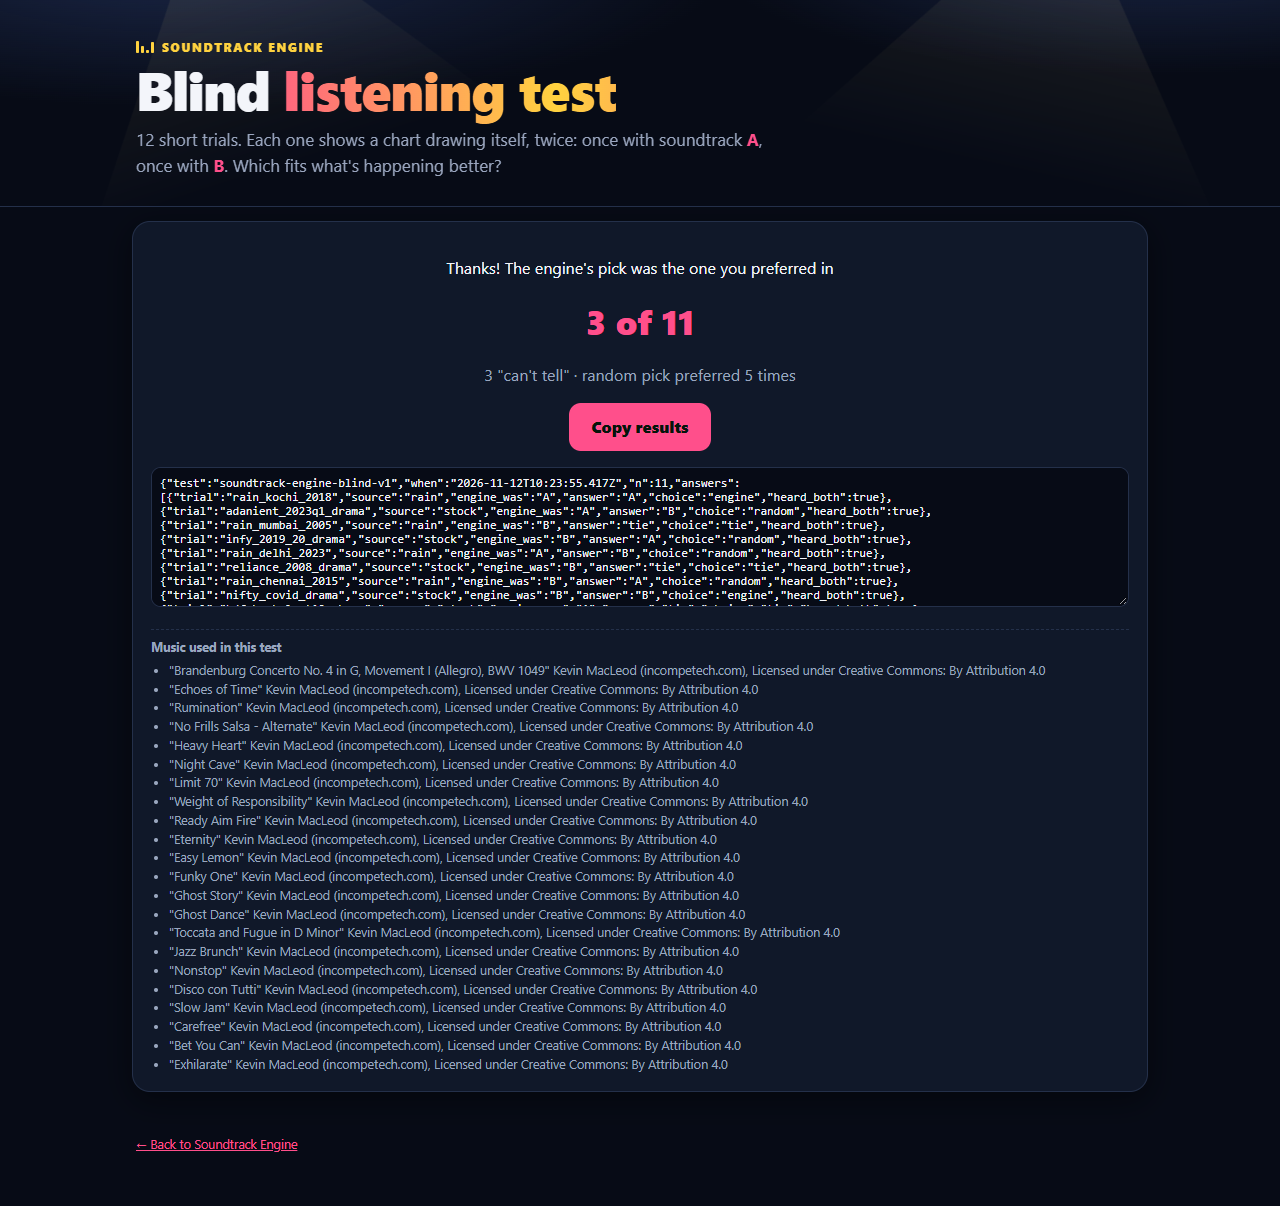 SOUNDTRACK ENGINE
Blind listening test
12 short trials. Each one shows a chart drawing itself, twice: once with soundtrack A,
once with B. Which fits what's happening better?
Thanks! The engine's pick was the one you preferred in
3 of 11
3 "can't tell" · random pick preferred 5 times
Copy results
{"test":"soundtrack-engine-blind-v1","when":"2026-11-12T10:23:55.417Z","n":11,"answers":
[{"trial":"rain_kochi_2018","source":"rain","engine_was":"A","answer":"A","choice":"engine","heard_both":true},
{"trial":"adanient_2023q1_drama","source":"stock","engine_was":"A","answer":"B","choice":"random","heard_both":true},
{"trial":"rain_mumbai_2005","source":"rain","engine_was":"B","answer":"tie","choice":"tie","heard_both":true},
{"trial":"infy_2019_20_drama","source":"stock","engine_was":"B","answer":"A","choice":"random","heard_both":true},
{"trial":"rain_delhi_2023","source":"rain","engine_was":"A","answer":"B","choice":"random","heard_both":true},
{"trial":"reliance_2008_drama","source":"stock","engine_was":"B","answer":"tie","choice":"tie","heard_both":true},
{"trial":"rain_chennai_2015","source":"rain","engine_was":"B","answer":"A","choice":"random","heard_both":true},
{"trial":"nifty_covid_drama","source":"stock","engine_was":"B","answer":"B","choice":"engine","heard_both":true},
Music used in this test
• "Brandenburg Concerto No. 4 in G, Movement I (Allegro), BWV 1049" Kevin MacLeod (incompetech.com), Licensed under Creative Commons: By Attribution 4.0
• "Echoes of Time" Kevin MacLeod (incompetech.com), Licensed under Creative Commons: By Attribution 4.0
• "Rumination" Kevin MacLeod (incompetech.com), Licensed under Creative Commons: By Attribution 4.0
• "No Frills Salsa - Alternate" Kevin MacLeod (incompetech.com), Licensed under Creative Commons: By Attribution 4.0
• "Heavy Heart" Kevin MacLeod (incompetech.com), Licensed under Creative Commons: By Attribution 4.0
• "Night Cave" Kevin MacLeod (incompetech.com), Licensed under Creative Commons: By Attribution 4.0
• "Limit 70" Kevin MacLeod (incompetech.com), Licensed under Creative Commons: By Attribution 4.0
• "Weight of Responsibility" Kevin MacLeod (incompetech.com), Licensed under Creative Commons: By Attribution 4.0
• "Ready Aim Fire" Kevin MacLeod (incompetech.com), Licensed under Creative Commons: By Attribution 4.0
• "Eternity" Kevin MacLeod (incompetech.com), Licensed under Creative Commons: By Attribution 4.0
• "Easy Lemon" Kevin MacLeod (incompetech.com), Licensed under Creative Commons: By Attribution 4.0
• "Funky One" Kevin MacLeod (incompetech.com), Licensed under Creative Commons: By Attribution 4.0
• "Ghost Story" Kevin MacLeod (incompetech.com), Licensed under Creative Commons: By Attribution 4.0
• "Ghost Dance" Kevin MacLeod (incompetech.com), Licensed under Creative Commons: By Attribution 4.0
• "Toccata and Fugue in D Minor" Kevin MacLeod (incompetech.com), Licensed under Creative Commons: By Attribution 4.0
• "Jazz Brunch" Kevin MacLeod (incompetech.com), Licensed under Creative Commons: By Attribution 4.0
• "Nonstop" Kevin MacLeod (incompetech.com), Licensed under Creative Commons: By Attribution 4.0
• "Disco con Tutti" Kevin MacLeod (incompetech.com), Licensed under Creative Commons: By Attribution 4.0
• "Slow Jam" Kevin MacLeod (incompetech.com), Licensed under Creative Commons: By Attribution 4.0
• "Carefree" Kevin MacLeod (incompetech.com), Licensed under Creative Commons: By Attribution 4.0
• "Bet You Can" Kevin MacLeod (incompetech.com), Licensed under Creative Commons: By Attribution 4.0
• "Exhilarate" Kevin MacLeod (incompetech.com), Licensed under Creative Commons: By Attribution 4.0
← Back to Soundtrack Engine